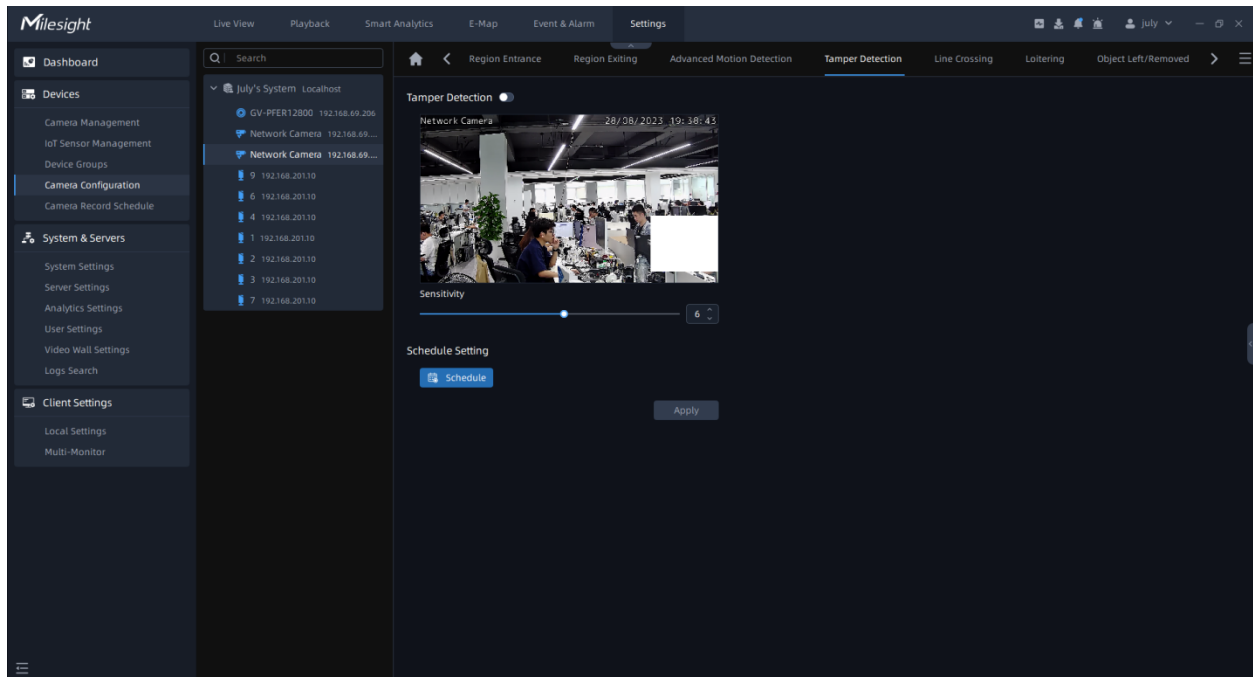 Milesight
Live View
Playback
Smart Analytics
E-Map
Event & Alarm
Settings
july
Dashboard
Devices
Camera Management
IoT Sensor Management
Device Groups
Camera Configuration
Camera Record Schedule
System & Servers
System Settings
Server Settings
Analytics Settings
User Settings
Video Wall Settings
Logs Search
Client Settings
Local Settings
Multi-Monitor
Search
July's System Localhost
GV-PFER12800 192.168.69.206
Network Camera 192.168.69....
Network Camera 192.168.69....
9 192.168.201.10
6 192.168.201.10
4 192.168.201.10
1 192.168.201.10
2 192.168.201.10
3 192.168.201.10
7 192.168.201.10
Region Entrance
Region Exiting
Advanced Motion Detection
Tamper Detection
Line Crossing
Loitering
Object Left/Removed
Tamper Detection
Network Camera
28/08/2023 19:38:43
Sensitivity
6
Schedule Setting
Schedule
Apply